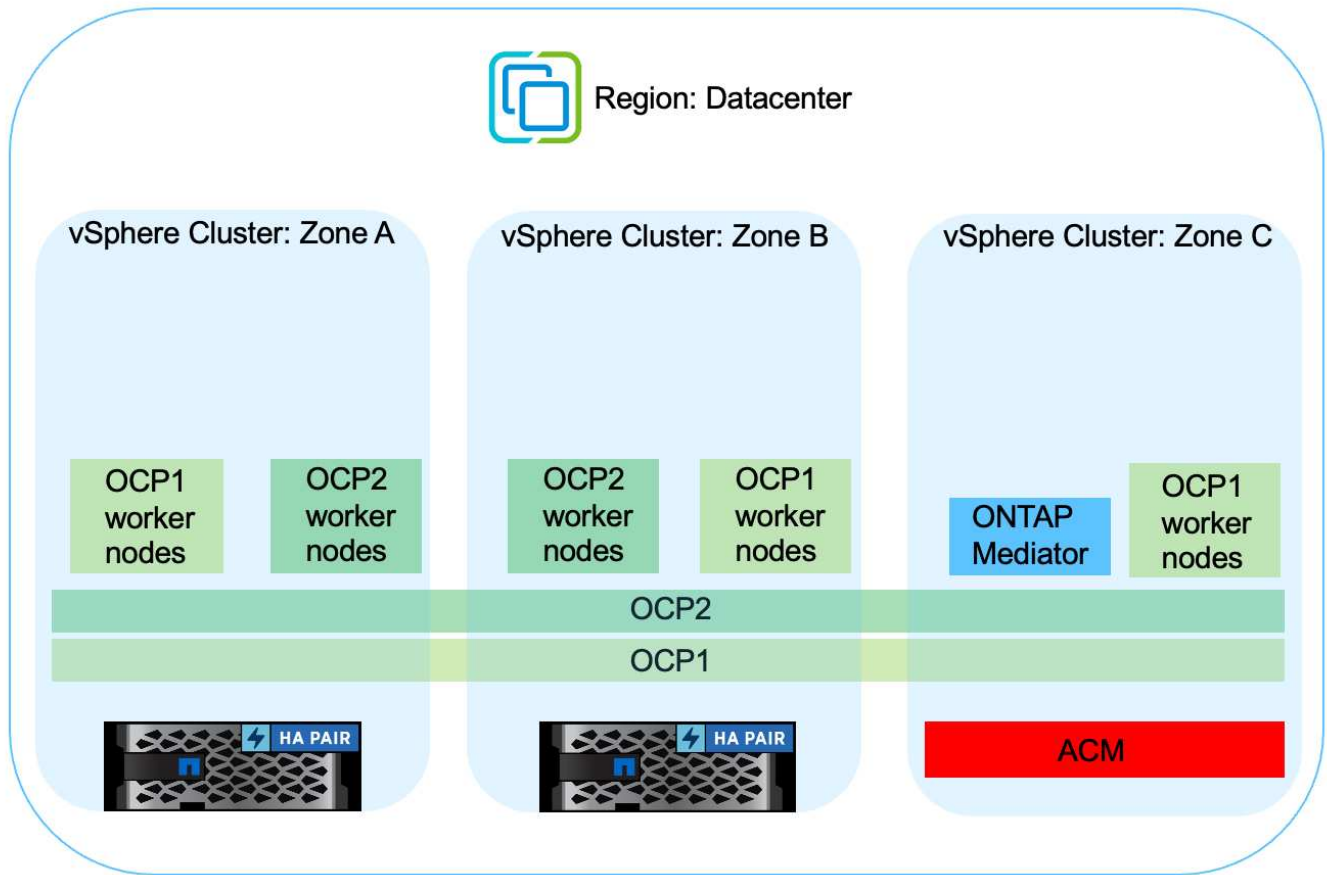 Region: Datacenter
vSphere Cluster: Zone A
vSphere Cluster: Zone B
vSphere Cluster: Zone C
OCP1
worker
nodes
OCP2
worker
nodes
OCP2
worker
nodes
OCP1
worker
nodes
ONTAP
Mediator
OCP1
worker
nodes
OCP2
OCP1
HA PAIR
HA PAIR
ACM